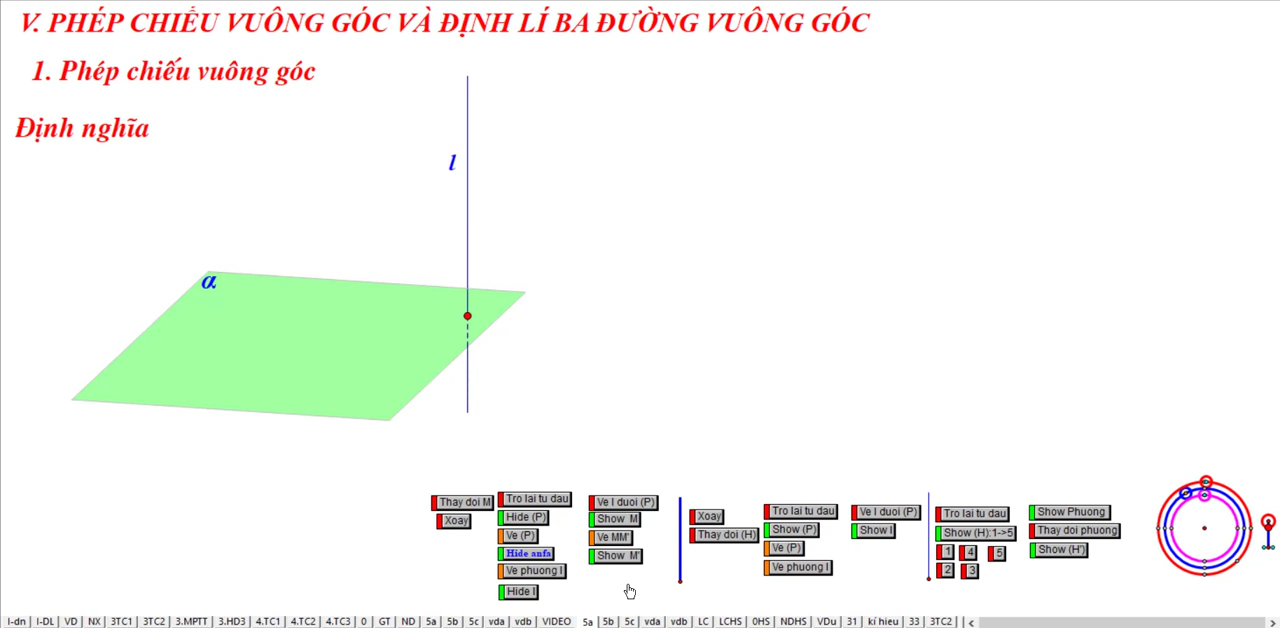 V. PHÉP CHIẾU VUÔNG GÓC VÀ ĐỊNH LÍ BA ĐƯỜNG VUÔNG GÓC
1. Phép chiếu vuông góc
Định nghĩa
l
α
Thay doi M
Xoay
Tro lai tu dau
Hide (P)
Ve (P)
Hide anfa
Ve phuong l
Hide l
Ve l duoi (P)
Show M
Ve MM'
Show M'
Xoay
Thay doi (H)
Tro lai tu dau
Show (P)
Ve (P)
Ve phuong l
Ve l duoi (P)
Show l
Tro lai tu dau
Show (H):1->5
1 4 5
2 3
Show Phuong
Thay doi phuong
Show (H')
I-dn | I-DL | VD | NX | 3TC1 | 3TC2 | 3.MPTT | 3.HD3 | 4.TC1 | 4.TC2 | 4.TC3 | 0 | GT | ND | 5a | 5b | 5c | vda | vdb | VIDEO | 5a | 5b | 5c | vda | vdb | LC | LCHS | 0HS | NDHS | VDu | 31 | kí hieu | 33 | 3TC2 |